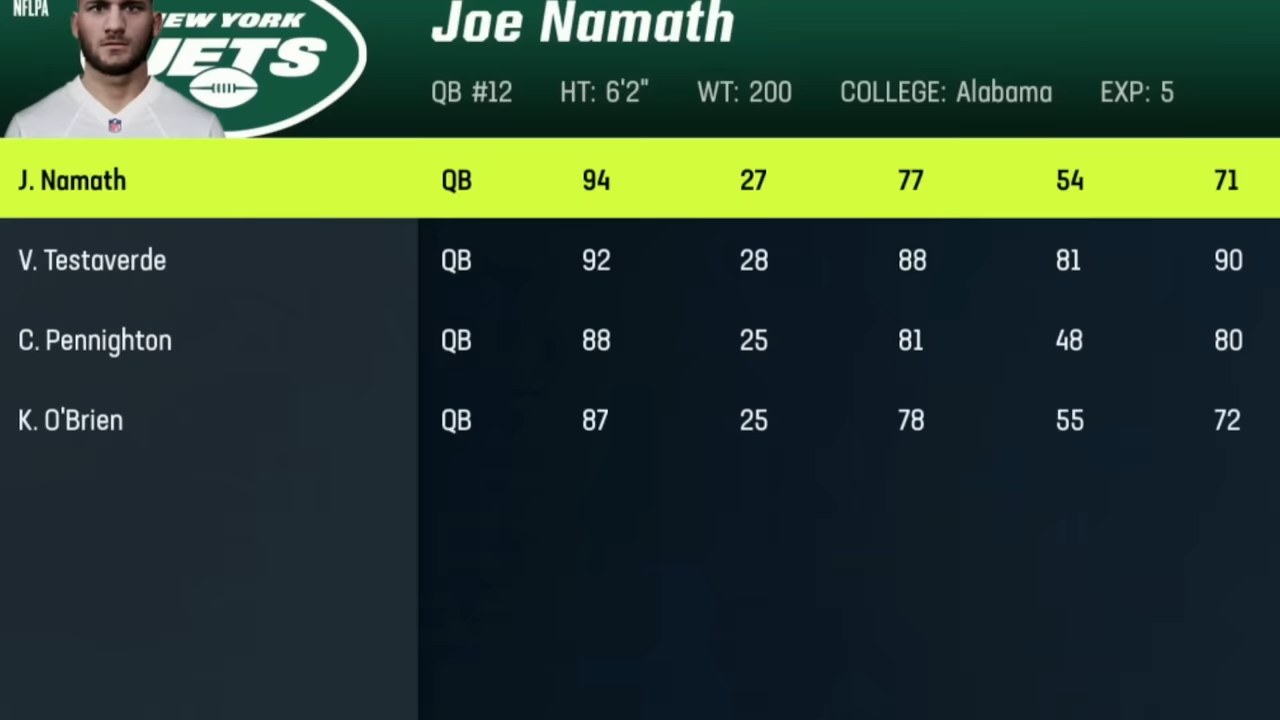 NFLPA
NEW YORK
JETS
Joe Namath
QB #12 HT: 6'2" WT: 200 COLLEGE: Alabama EXP: 5
J. Namath QB 94 27 77 54 71
V. Testaverde QB 92 28 88 81 90
C. Pennighton QB 88 25 81 48 80
K. O'Brien QB 87 25 78 55 72